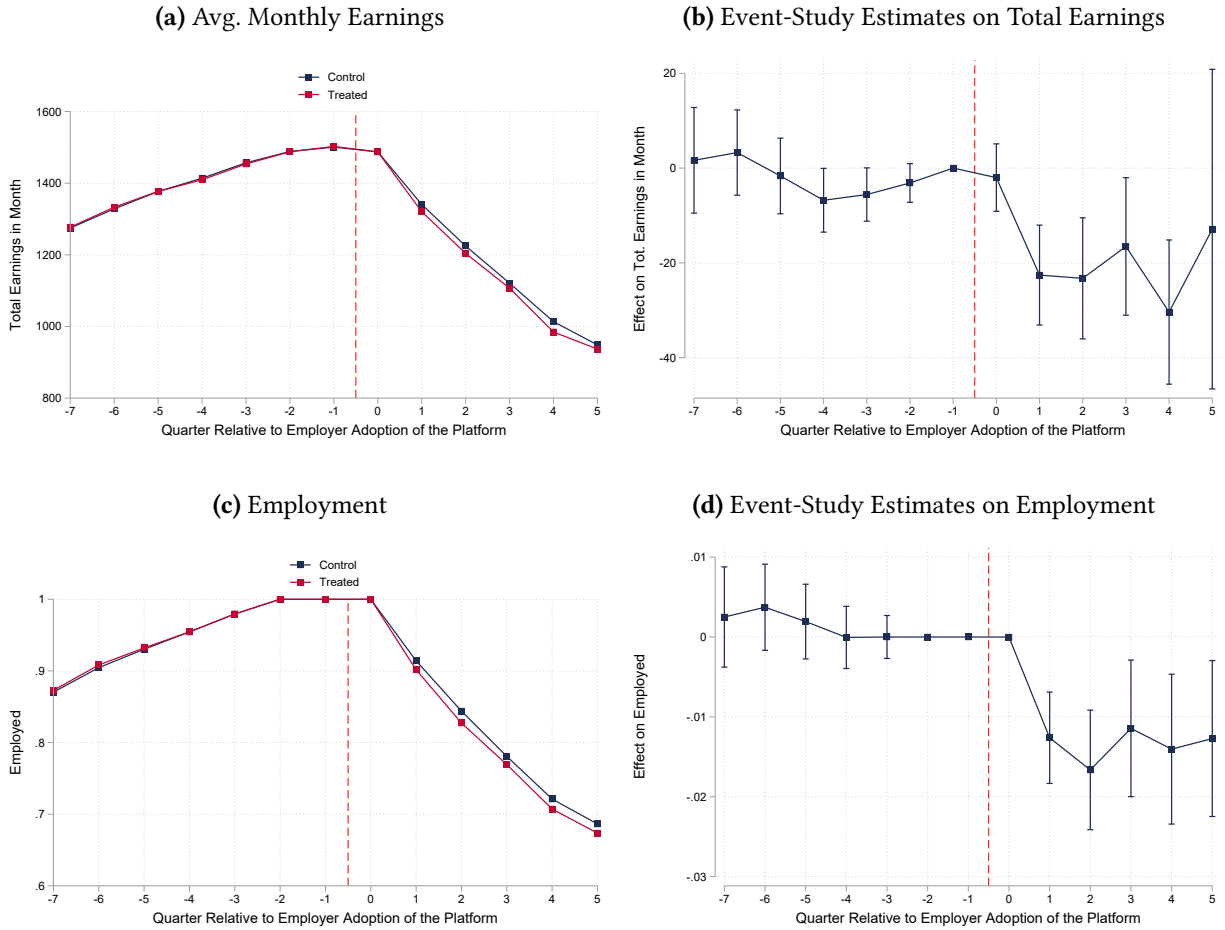 (a) Avg. Monthly Earnings
Control
Treated
1600
1400
1200
1000
800
Total Earnings in Month
-7 -6 -5 -4 -3 -2 -1 0 1 2 3 4 5
Quarter Relative to Employer Adoption of the Platform
(b) Event-Study Estimates on Total Earnings
20
0
-20
-40
Effect on Tot. Earnings in Month
-7 -6 -5 -4 -3 -2 -1 0 1 2 3 4 5
Quarter Relative to Employer Adoption of the Platform
(c) Employment
Control
Treated
1
.9
.8
.7
.6
Employed
-7 -6 -5 -4 -3 -2 -1 0 1 2 3 4 5
Quarter Relative to Employer Adoption of the Platform
(d) Event-Study Estimates on Employment
.01
0
-.01
-.02
-.03
Effect on Employed
-7 -6 -5 -4 -3 -2 -1 0 1 2 3 4 5
Quarter Relative to Employer Adoption of the Platform